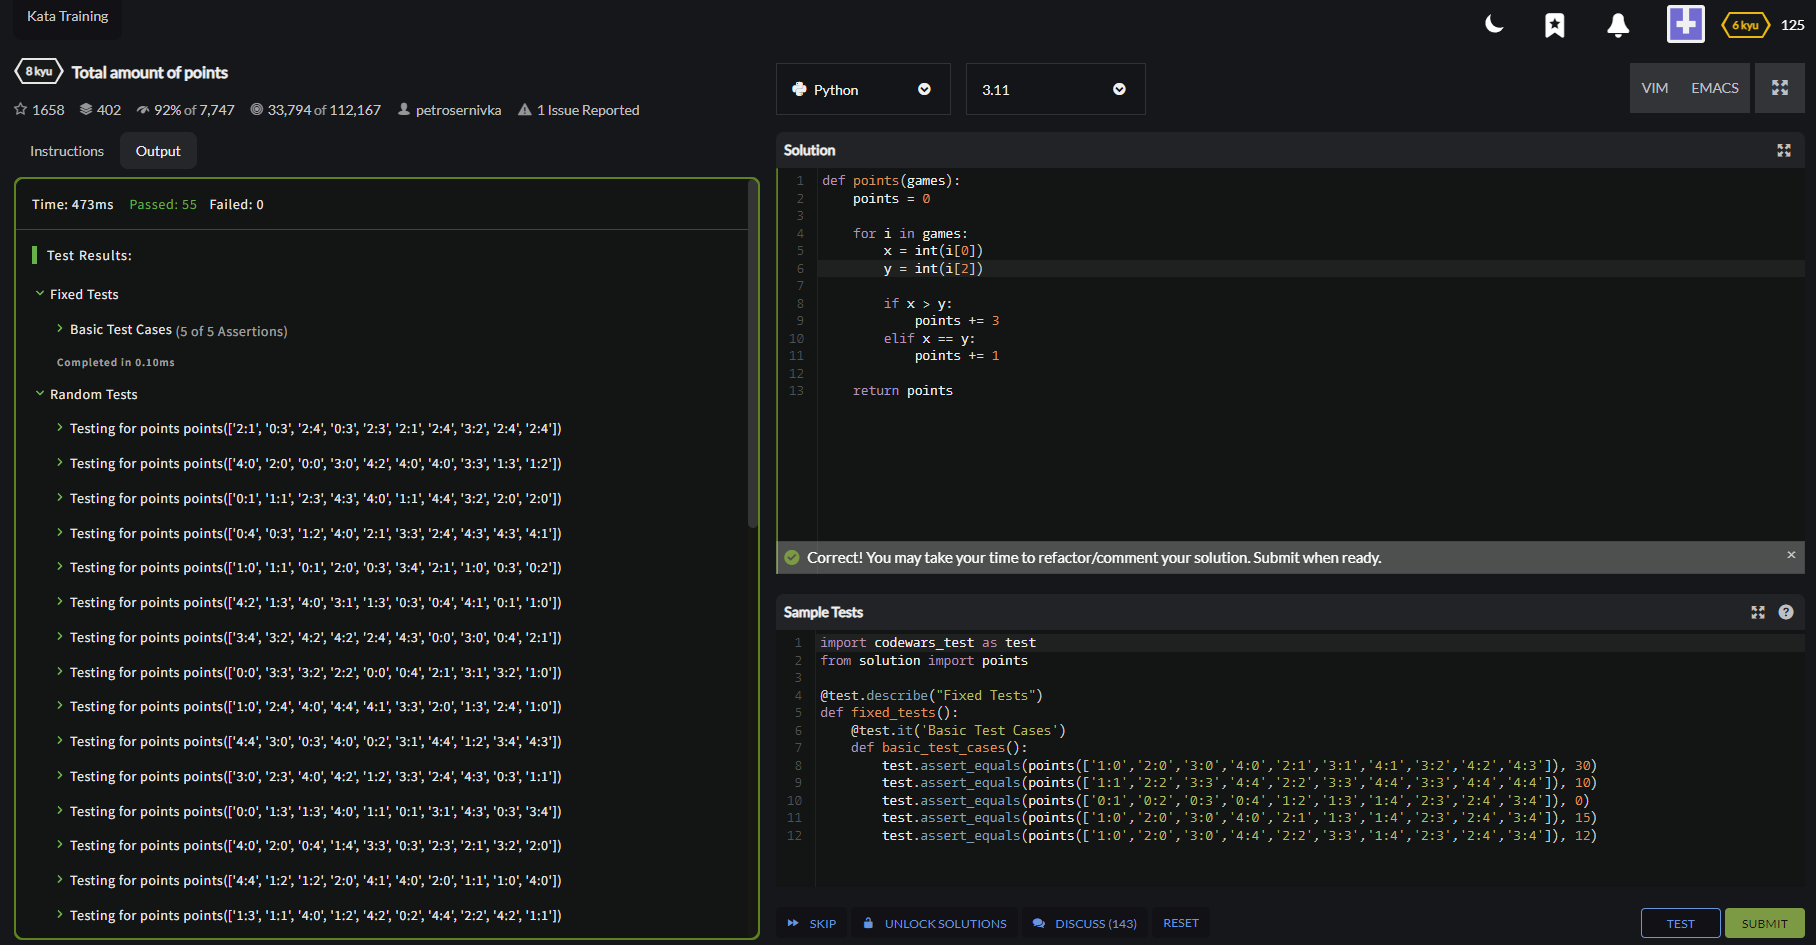 Kata Training
6 kyu 125
8 kyu Total amount of points
1658 402 92% of 7,747 33,794 of 112,167 petrosernivka 1 Issue Reported
Instructions Output
Time: 473ms Passed: 55 Failed: 0
Test Results:
Fixed Tests
Basic Test Cases (5 of 5 Assertions)
Completed in 0.10ms
Random Tests
Testing for points points(['2:1', '0:3', '2:4', '0:3', '2:3', '2:1', '2:4', '3:2', '2:4', '2:4'])
Testing for points points(['4:0', '2:0', '0:0', '3:0', '4:2', '4:0', '4:0', '3:3', '1:3', '1:2'])
Testing for points points(['0:1', '1:1', '2:3', '4:3', '4:0', '1:1', '4:4', '3:2', '2:0', '2:0'])
Testing for points points(['0:4', '0:3', '1:2', '4:0', '2:1', '3:3', '2:4', '4:3', '4:3', '4:1'])
Testing for points points(['1:0', '1:1', '0:1', '2:0', '0:3', '3:4', '2:1', '1:0', '0:3', '0:2'])
Testing for points points(['4:2', '1:3', '4:0', '3:1', '1:3', '0:3', '0:4', '4:1', '0:1', '1:0'])
Testing for points points(['3:4', '3:2', '4:2', '4:2', '2:4', '4:3', '0:0', '3:0', '0:4', '2:1'])
Testing for points points(['0:0', '3:3', '3:2', '2:2', '0:0', '0:4', '2:1', '3:1', '3:2', '1:0'])
Testing for points points(['1:0', '2:4', '4:0', '4:4', '4:1', '3:3', '2:0', '1:3', '2:4', '1:0'])
Testing for points points(['4:4', '3:0', '0:3', '4:0', '0:2', '3:1', '4:4', '1:2', '3:4', '4:3'])
Testing for points points(['3:0', '2:3', '4:0', '4:2', '1:2', '3:3', '2:4', '4:3', '0:3', '1:1'])
Testing for points points(['0:0', '1:3', '1:3', '4:0', '1:1', '0:1', '3:1', '4:3', '0:3', '3:4'])
Testing for points points(['4:0', '2:0', '0:4', '1:4', '3:3', '0:3', '2:3', '2:1', '3:2', '2:0'])
Testing for points points(['4:4', '1:2', '1:2', '2:0', '4:1', '4:0', '2:0', '1:1', '1:0', '4:0'])
Testing for points points(['1:3', '1:1', '4:0', '1:2', '4:2', '0:2', '4:4', '2:2', '4:2', '1:1'])
Python 3.11 VIM EMACS
Solution
1 def points(games):
2 points = 0
3
4 for i in games:
5 x = int(i[0])
6 y = int(i[2])
7
8 if x > y:
9 points += 3
10 elif x == y:
11 points += 1
12
13 return points
Correct! You may take your time to refactor/comment your solution. Submit when ready. ×
Sample Tests ?
1 import codewars_test as test
2 from solution import points
3
4 @test.describe("Fixed Tests")
5 def fixed_tests():
6 @test.it('Basic Test Cases')
7 def basic_test_cases():
8 test.assert_equals(points(['1:0','2:0','3:0','4:0','2:1','3:1','4:1','3:2','4:2','4:3']), 30)
9 test.assert_equals(points(['1:1','2:2','3:3','4:4','2:2','3:3','4:4','3:3','4:4','4:4']), 10)
10 test.assert_equals(points(['0:1','0:2','0:3','0:4','1:2','1:3','1:4','2:3','2:4','3:4']), 0)
11 test.assert_equals(points(['1:0','2:0','3:0','4:0','2:1','1:3','1:4','2:3','2:4','3:4']), 15)
12 test.assert_equals(points(['1:0','2:0','3:0','4:4','2:2','3:3','1:4','2:3','2:4','3:4']), 12)
SKIP UNLOCK SOLUTIONS DISCUSS (143) RESET TEST SUBMIT